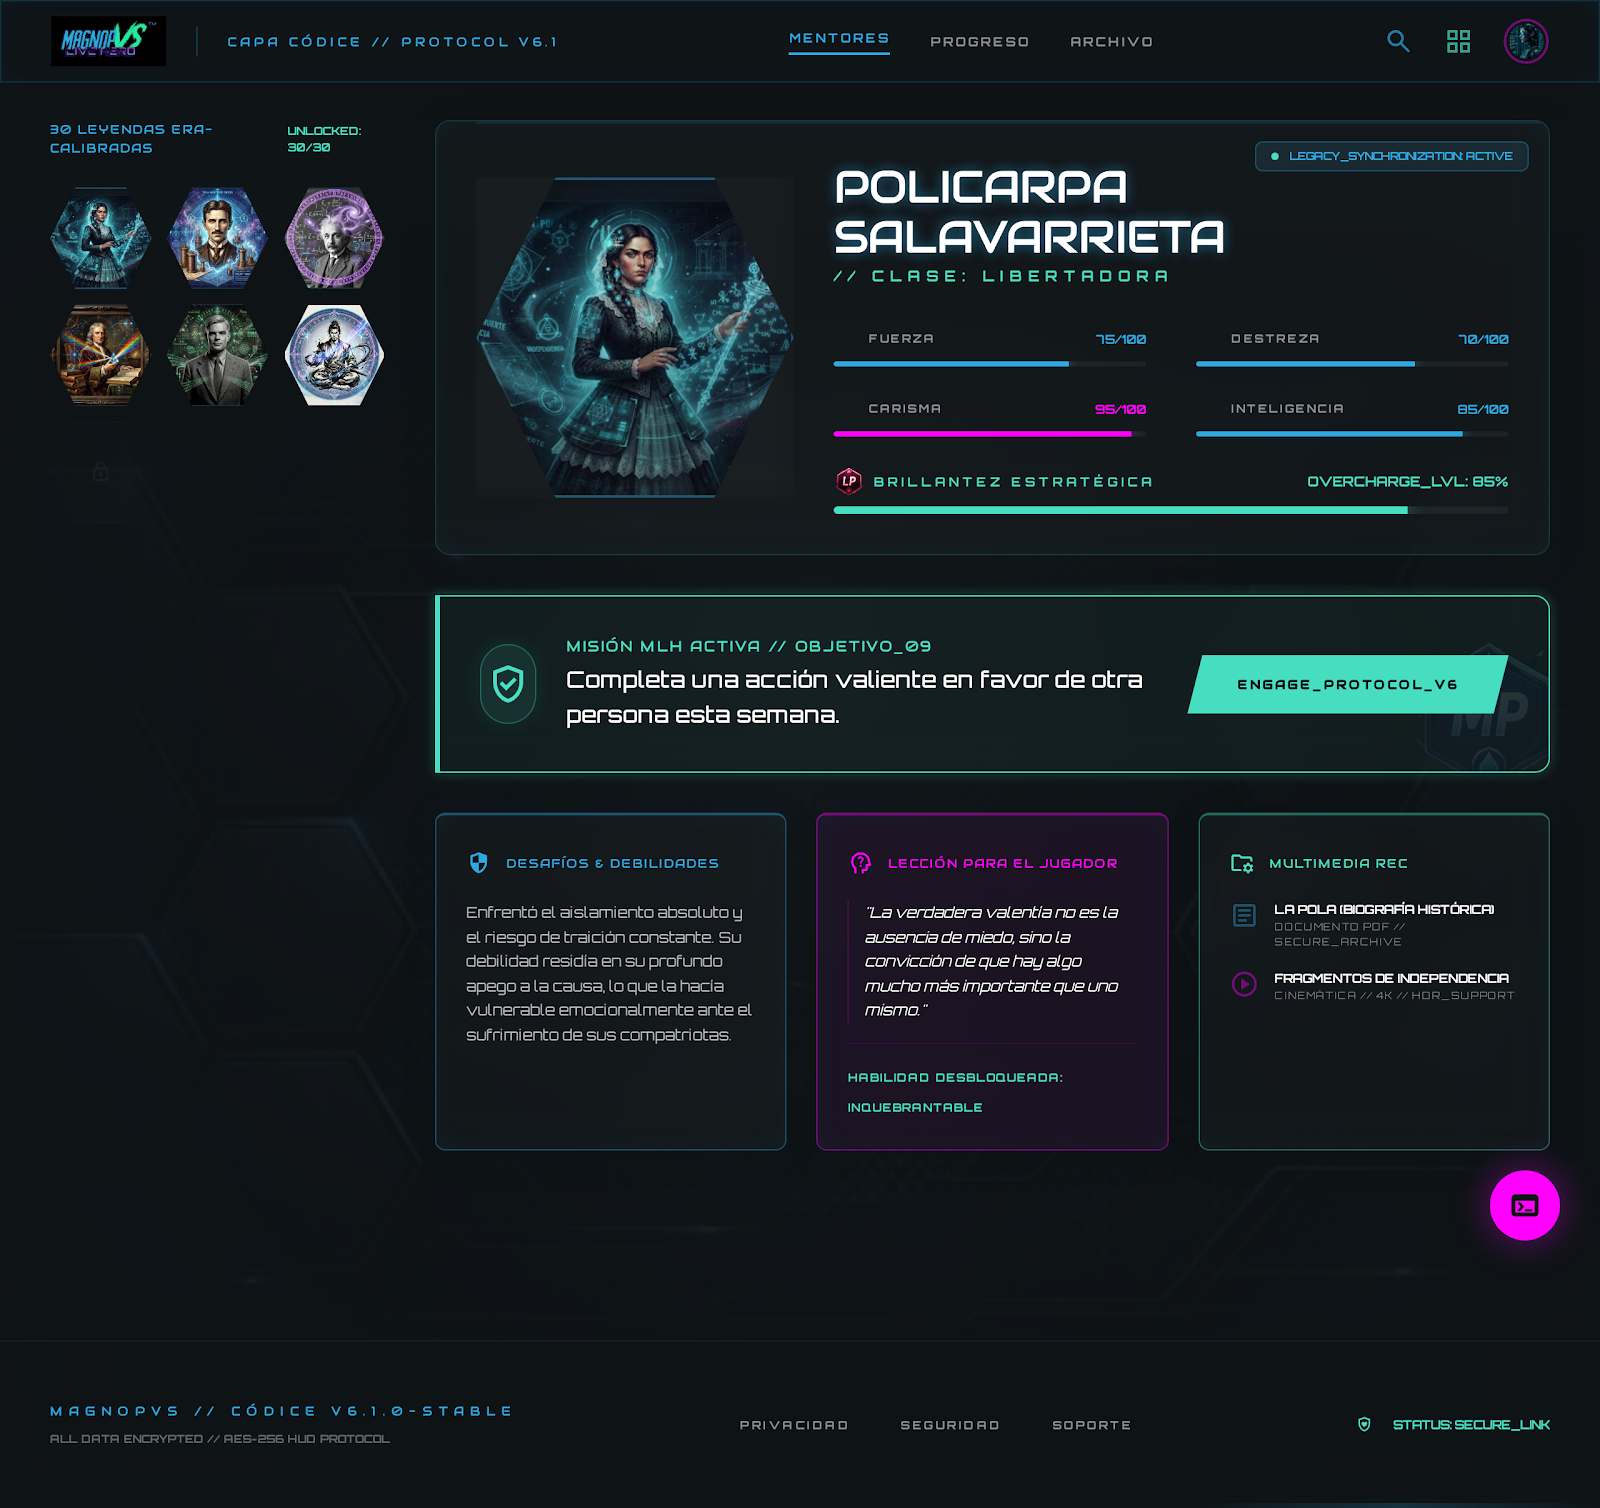 MAGNOPVS™
LIVE HERO
CAPA CÓDICE // PROTOCOL V6.1
MENTORES
PROGRESO
ARCHIVO
30 LEYENDAS ERA-
CALIBRADAS
UNLOCKED:
30/30
LEGACY_SYNCHRONIZATION: ACTIVE
POLICARPA
SALAVARRIETA
// CLASE: LIBERTADORA
FUERZA
75/100
DESTREZA
70/100
CARISMA
95/100
INTELIGENCIA
85/100
LP
BRILLANTEZ ESTRATÉGICA
OVERCHARGE_LVL: 85%
MISIÓN MLH ACTIVA // OBJETIVO_09
Completa una acción valiente en favor de otra
persona esta semana.
ENGAGE_PROTOCOL_V6
MP
DESAFÍOS & DEBILIDADES
Enfrentó el aislamiento absoluto y
el riesgo de traición constante. Su
debilidad residía en su profundo
apego a la causa, lo que la hacía
vulnerable emocionalmente ante el
sufrimiento de sus compatriotas.
LECCIÓN PARA EL JUGADOR
"La verdadera valentía no es la
ausencia de miedo, sino la
convicción de que hay algo
mucho más importante que uno
mismo."
HABILIDAD DESBLOQUEADA:
INQUEBRANTABLE
MULTIMEDIA REC
LA POLA (BIOGRAFÍA HISTÓRICA)
DOCUMENTO PDF //
SECURE_ARCHIVE
FRAGMENTOS DE INDEPENDENCIA
CINEMÁTICA // 4K // HDR_SUPPORT
MAGNOPVS // CÓDICE V6.1.0-STABLE
ALL DATA ENCRYPTED // AES-256 HUD PROTOCOL
PRIVACIDAD
SEGURIDAD
SOPORTE
STATUS: SECURE_LINK